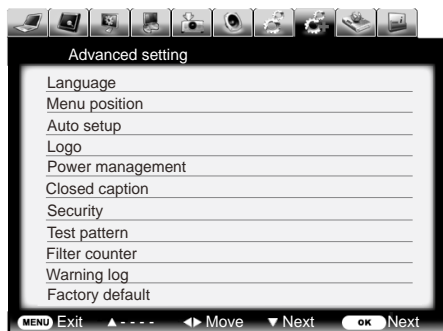 Advanced setting
Language
Menu position
Auto setup
Logo
Power management
Closed caption
Security
Test pattern
Filter counter
Warning log
Factory default
MENU Exit ▲ - - - - ◀▶ Move ▼ Next OK Next